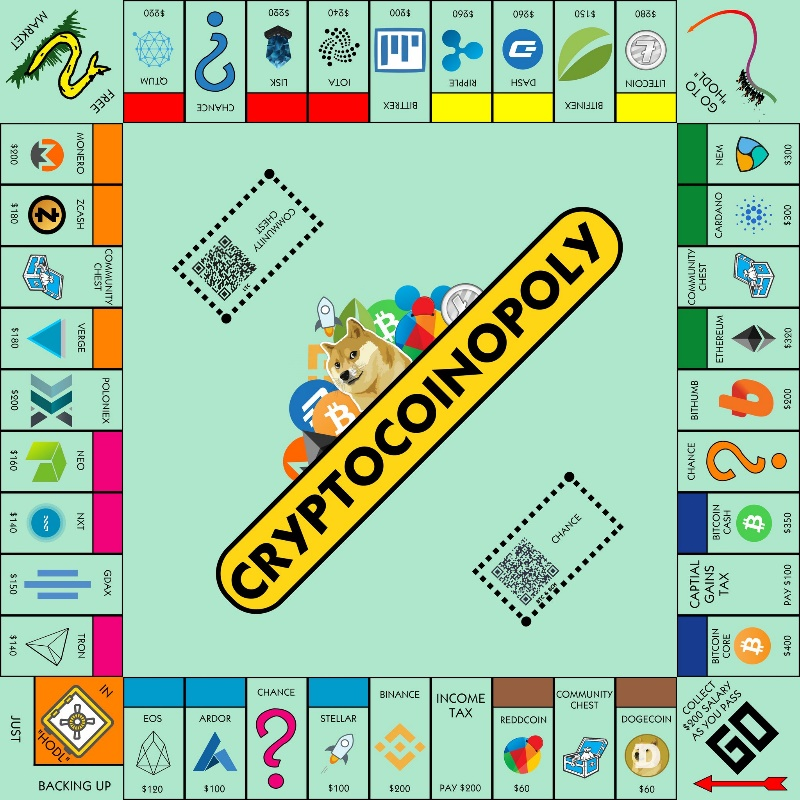 FREE
MARKET
$220
QTUM
CHANCE
$220
LISK
$240
IOTA
$200
BITTREX
$260
RIPPLE
$260
DASH
$150
BITFINEX
$280
LITECOIN
GO TO
"HODL"
MONERO
$200
ZCASH
$180
COMMUNITY
CHEST
VERGE
$180
POLONIEX
$200
NEO
$160
NXT
$140
GDAX
$150
TRON
$140
COMMUNITY
CHEST
CRYPTOCOINOPOLY
CHANCE
NEM
$300
CARDANO
$300
COMMUNITY
CHEST
ETHEREUM
$320
BITHUMB
$200
CHANCE
BITCOIN
CASH
$350
CAPTIAL
GAINS
TAX
PAY $100
BITCOIN
CORE
$400
IN
"HODL"
JUST
BACKING UP
EOS
$120
ARDOR
$100
CHANCE
STELLAR
$100
BINANCE
$200
INCOME
TAX
PAY $200
REDDCOIN
$60
COMMUNITY
CHEST
DOGECOIN
$60
COLLECT
$200 SALARY
AS YOU PASS
GO